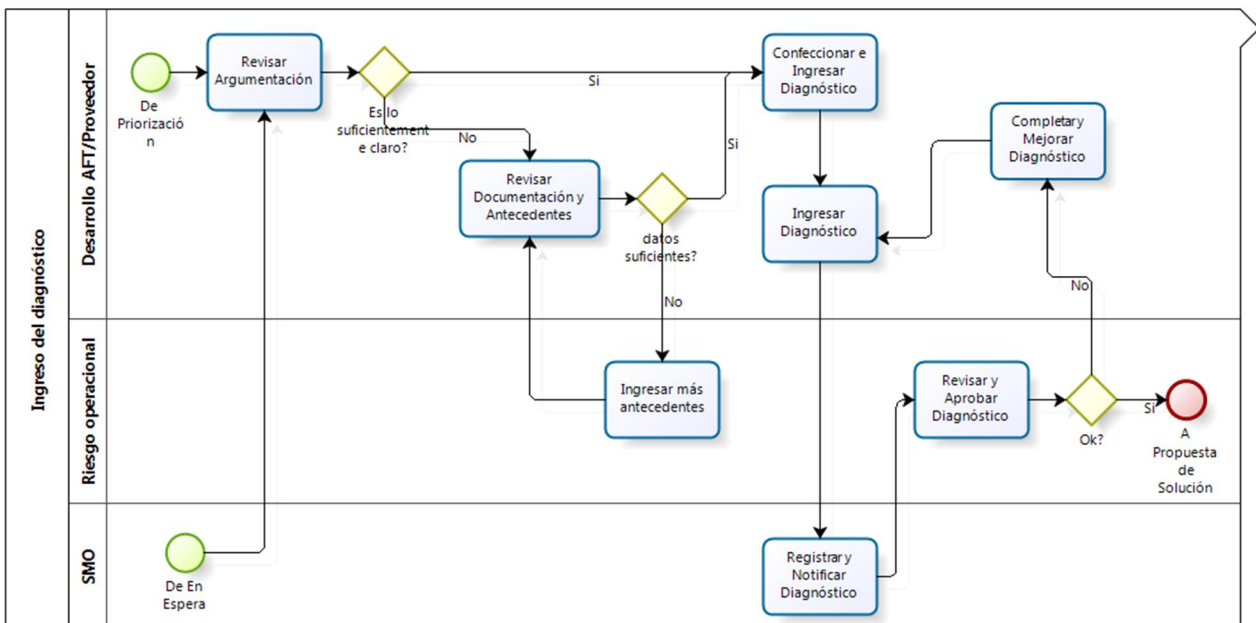 Ingreso del diagnóstico
Desarrollo AFT/Proveedor
De
Priorizació
n
Revisar
Argumentación
Es lo
suficientement
e claro?
Si
No
Revisar
Documentación y
Antecedentes
datos
suficientes?
Si
No
Confeccionar e
Ingresar
Diagnóstico
Ingresar
Diagnóstico
Completar y
Mejorar
Diagnóstico
No
Riesgo operacional
Ingresar más
antecedentes
Revisar y
Aprobar
Diagnóstico
Ok?
Si
A
Propuesta
de
Solución
SMO
De En
Espera
Registrar y
Notificar
Diagnóstico